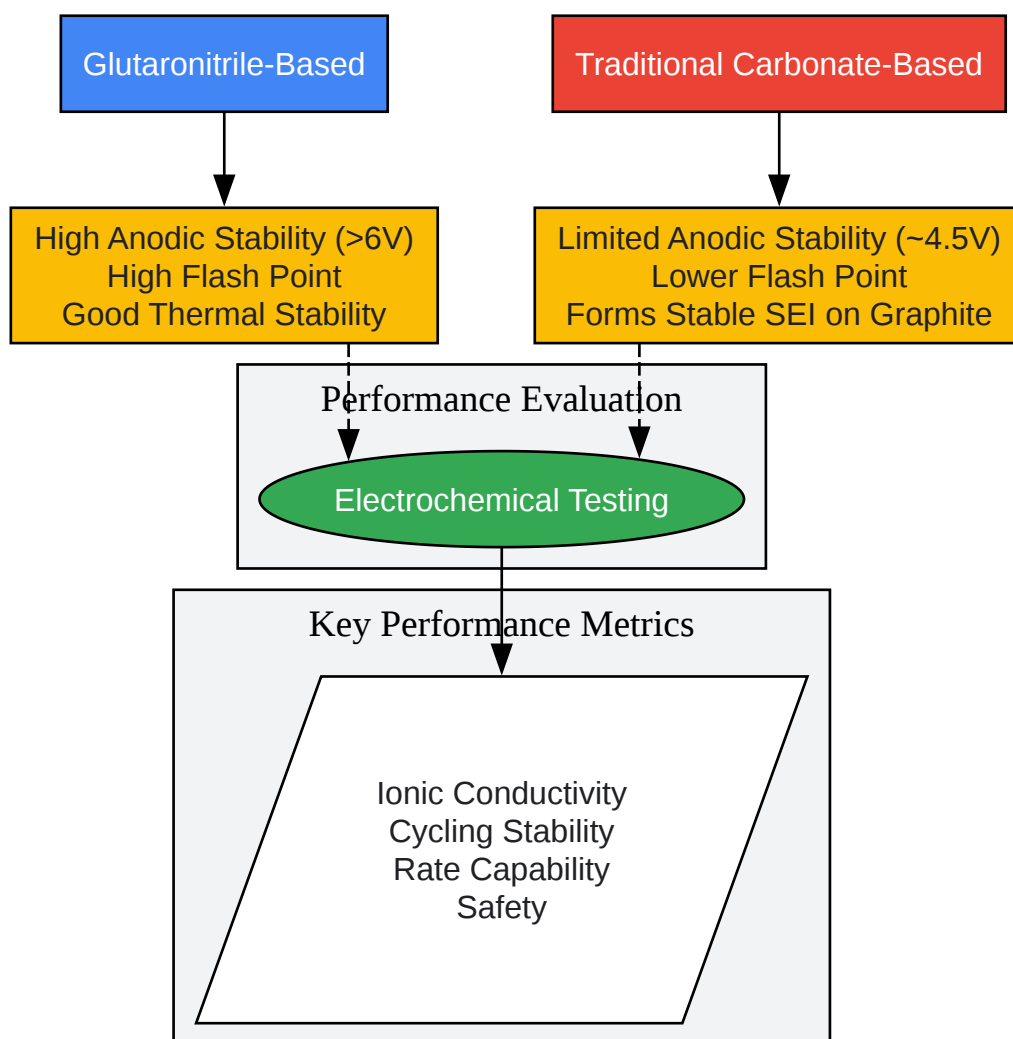 Glutaronitrile-Based
Traditional Carbonate-Based
High Anodic Stability (>6V)
High Flash Point
Good Thermal Stability
Limited Anodic Stability (~4.5V)
Lower Flash Point
Forms Stable SEI on Graphite
Performance Evaluation
Electrochemical Testing
Key Performance Metrics
Ionic Conductivity
Cycling Stability
Rate Capability
Safety